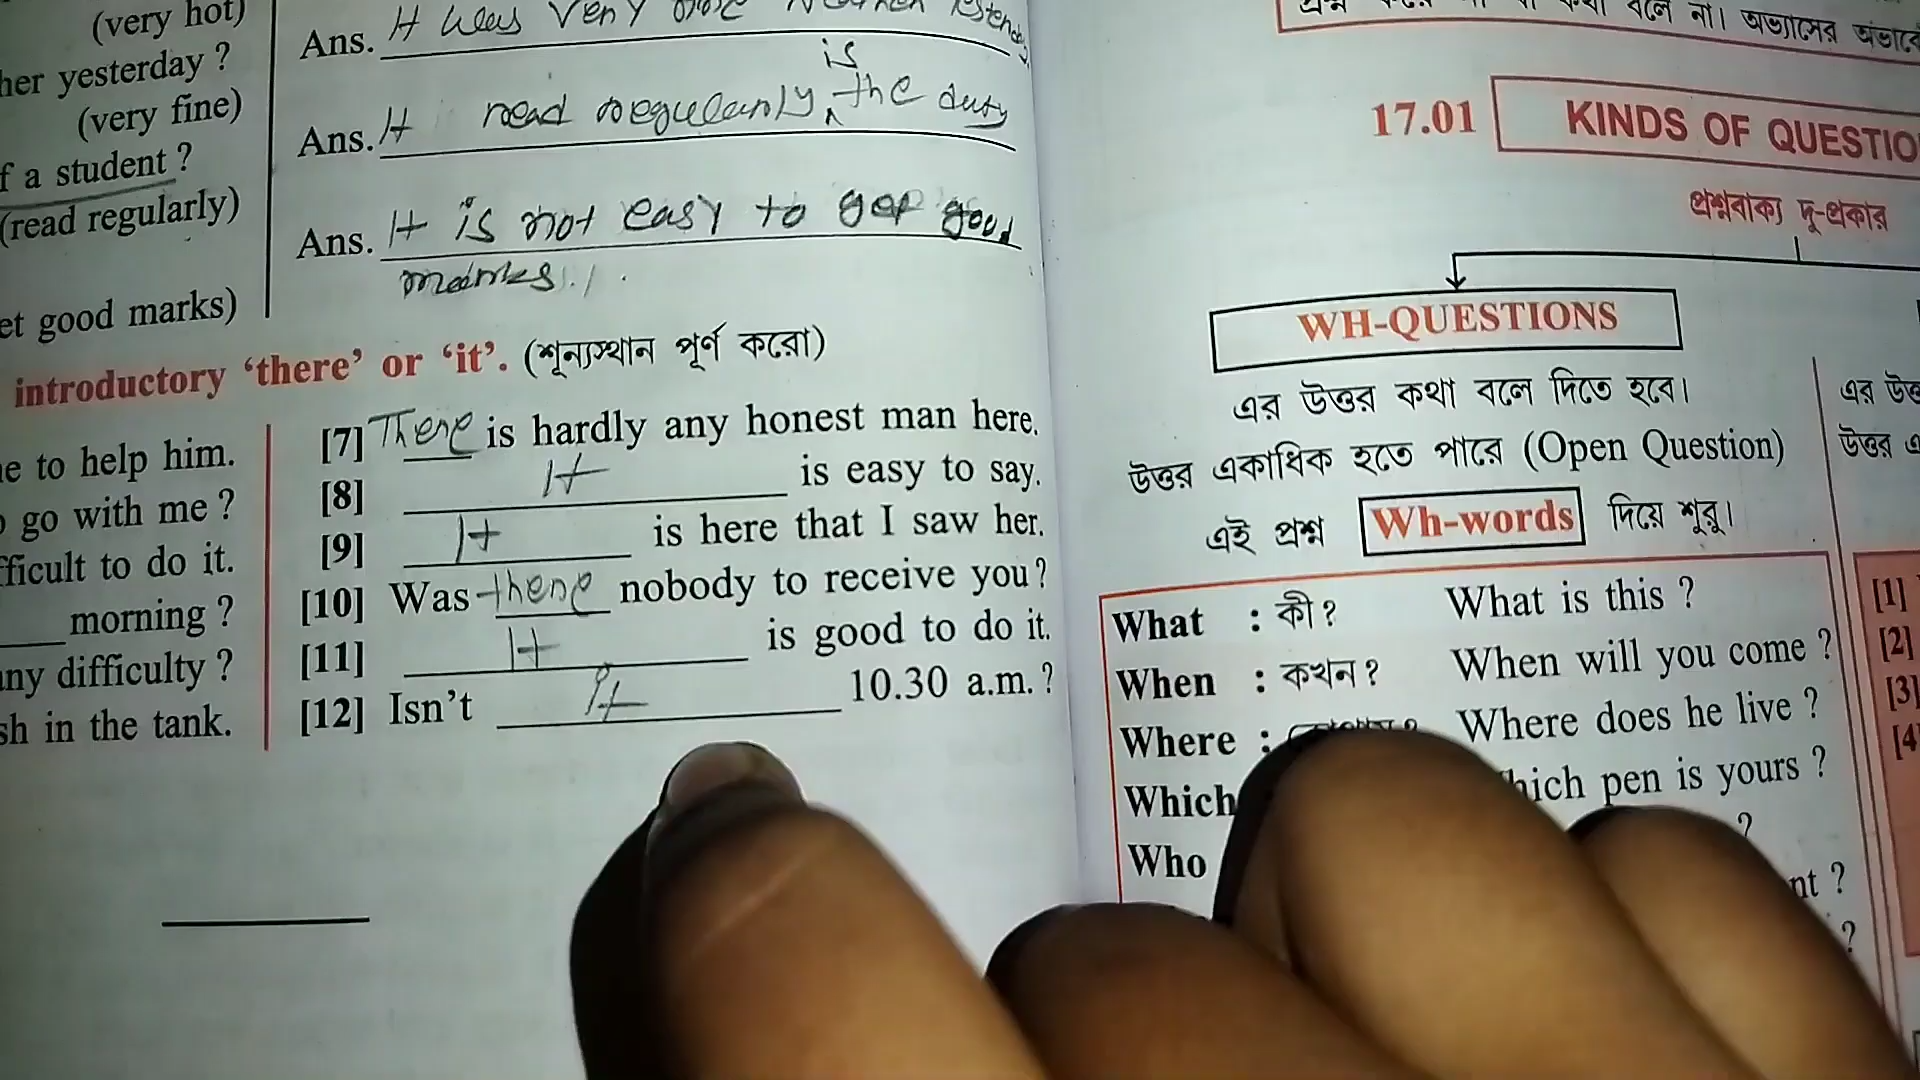 (very hot)
Ans. It was very
her yesterday ?
(very fine)
is
Ans. It read regularly, the duty
f a student ?
(read regularly)
Ans. It is not easy to get good
marks.
et good marks)
introductory ‘there’ or ‘it’. (শূন্যস্থান পূর্ণ করো)
e to help him.
go with me ?
fficult to do it.
morning ?
any difficulty ?
sh in the tank.
[7] There is hardly any honest man here.
[8] It is easy to say.
[9] It is here that I saw her.
[10] Was there nobody to receive you?
[11] It is good to do it.
[12] Isn’t it 10.30 a.m.?
বলে না। অভ্যাসের অভাবে
17.01 KINDS OF QUESTIO
প্রশ্নবাক্য দু-প্রকার
WH-QUESTIONS
এর উত্তর কথা বলে দিতে হবে।
উত্তর একাধিক হতে পারে (Open Question)
এই প্রশ্ন Wh-words দিয়ে শুরু।
What : কী? What is this ?
When : কখন? When will you come ?
Where : Where does he live ?
Which hich pen is yours ?
Who ?
nt ?
?
এর উত্ত
উত্তর এ
[1]
[2]
[3]
[4